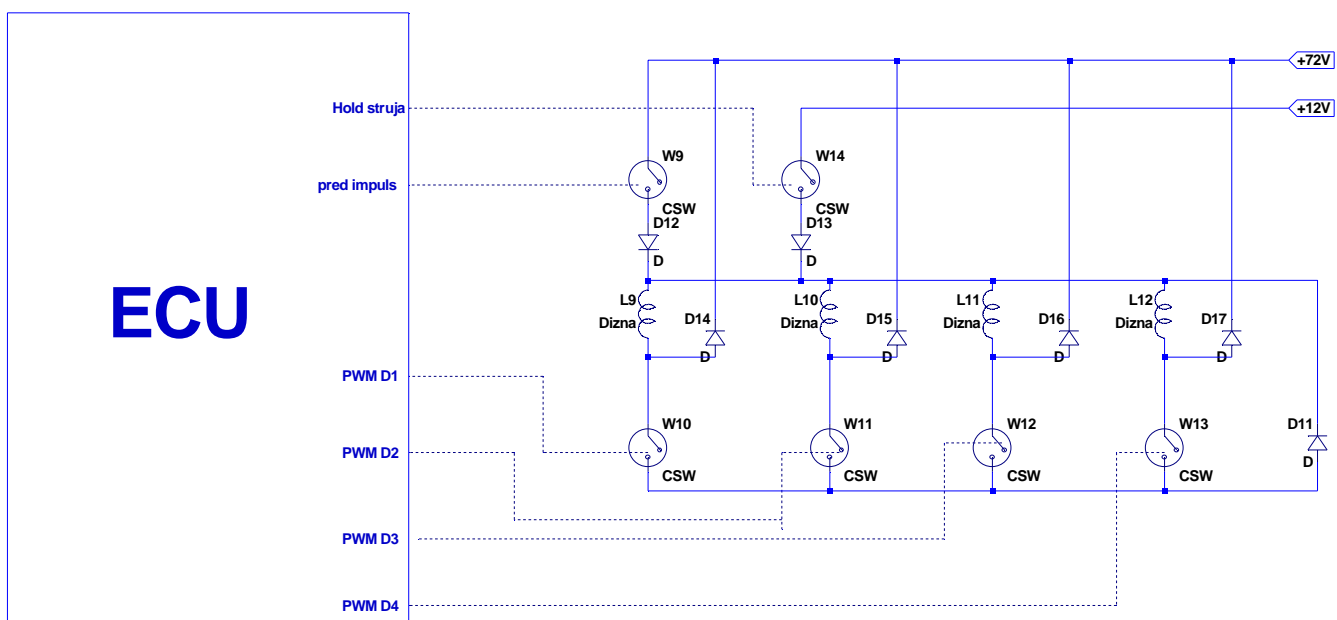 +72V
Hold struja
+12V
W9
W14
pred impuls
CSW
CSW
D12
D13
D
D
ECU
L9
L10
L11
L12
Dizna
D14
Dizna
D15
Dizna
D16
Dizna
D17
D
D
D
D
PWM D1
W10
W11
W12
W13
D11
PWM D2
CSW
CSW
CSW
CSW
D
PWM D3
PWM D4